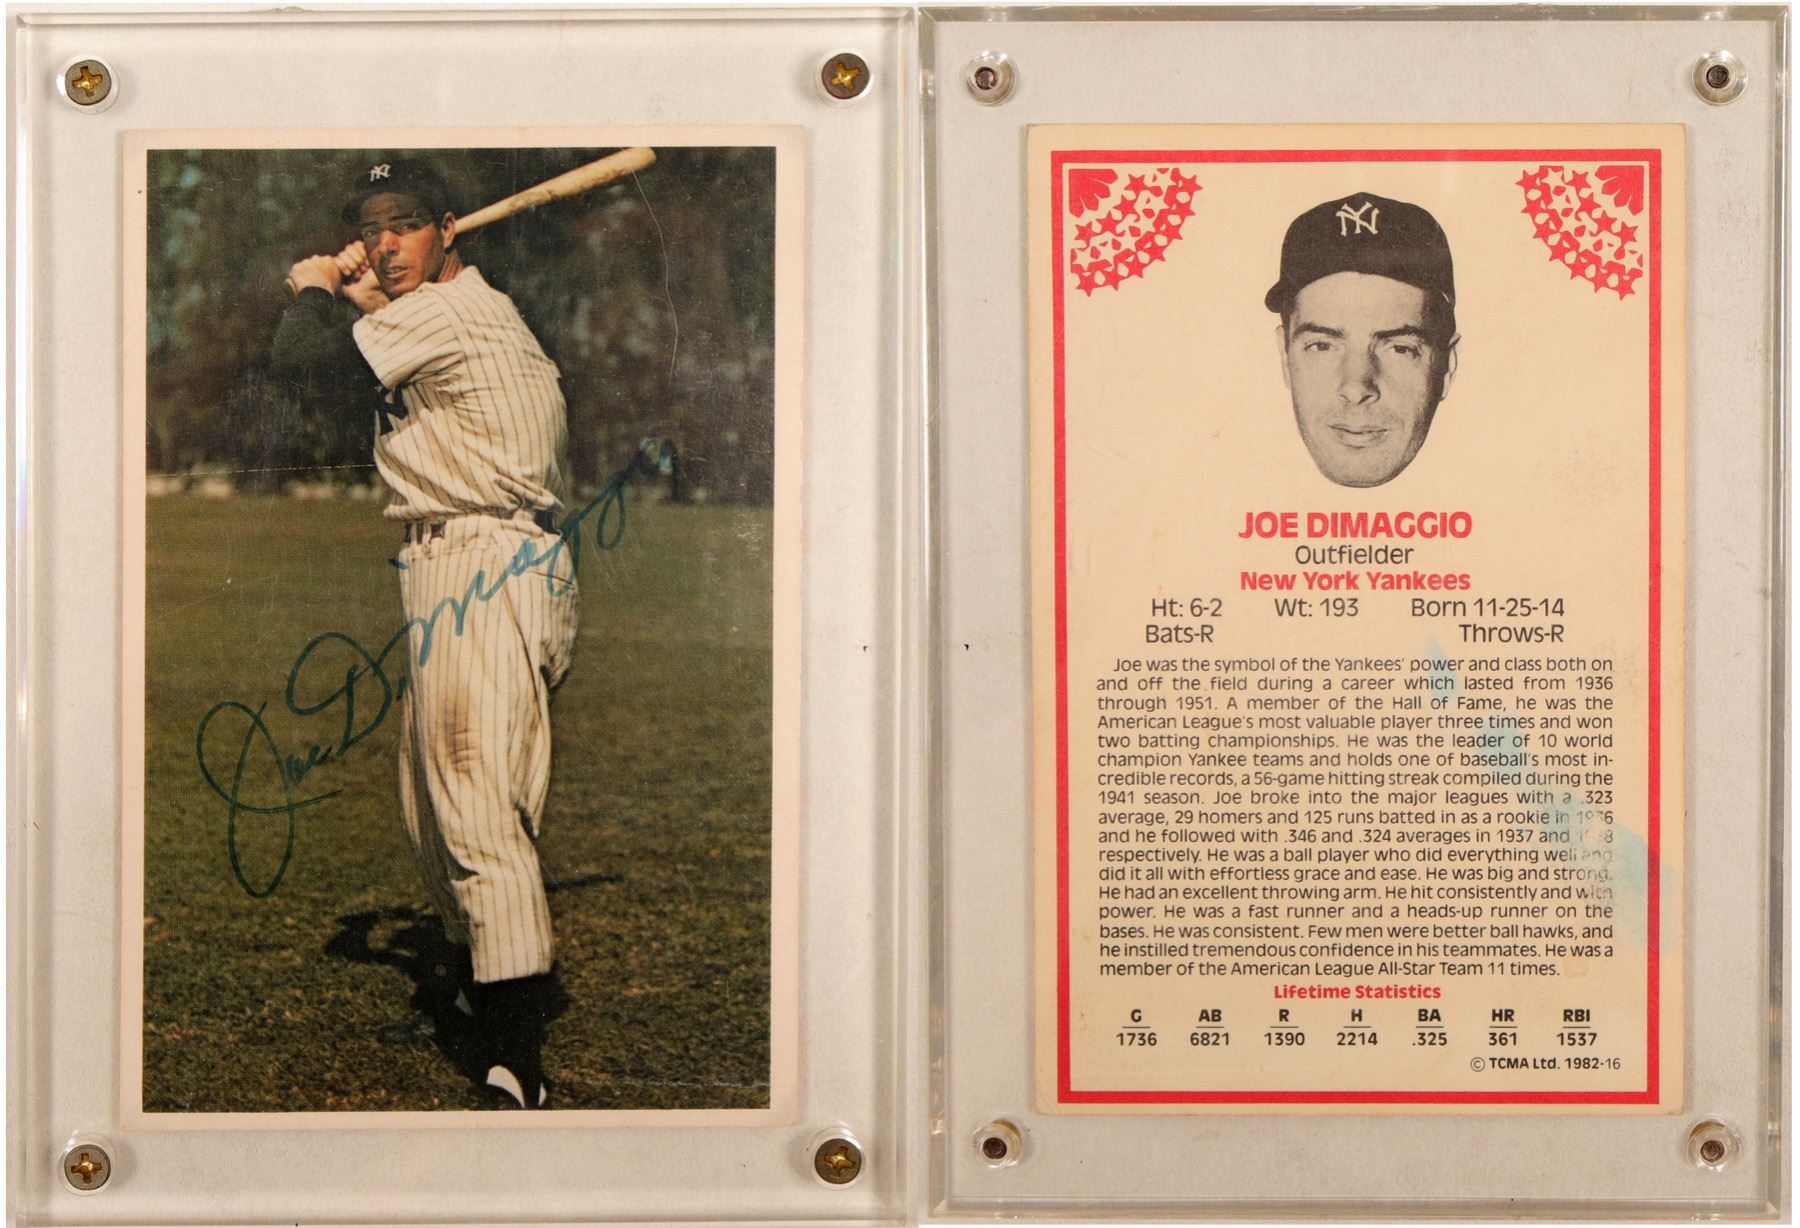 NY
Joe DiMaggio
NY
JOE DIMAGGIO
Outfielder
New York Yankees
Ht: 6-2 Wt: 193 Born 11-25-14
Bats-R Throws-R
Joe was the symbol of the Yankees' power and class both on
and off the field during a career which lasted from 1936
through 1951. A member of the Hall of Fame, he was the
American League's most valuable player three times and won
two batting championships. He was the leader of 10 world
champion Yankee teams and holds one of baseball's most in-
credible records, a 56-game hitting streak compiled during the
1941 season. Joe broke into the major leagues with a .323
average, 29 homers and 125 runs batted in as a rookie in 1936
and he followed with .346 and .324 averages in 1937 and
respectively. He was a ball player who did everything well and
did it all with effortless grace and ease. He was big and strong.
He had an excellent throwing arm. He hit consistently and with
power. He was a fast runner and a heads-up runner on the
bases. He was consistent. Few men were better ball hawks, and
he instilled tremendous confidence in his teammates. He was a
member of the American League All-Star Team 11 times.
Lifetime Statistics
G AB R H BA HR RBI
1736 6821 1390 2214 .325 361 1537
© TCMA Ltd. 1982-16